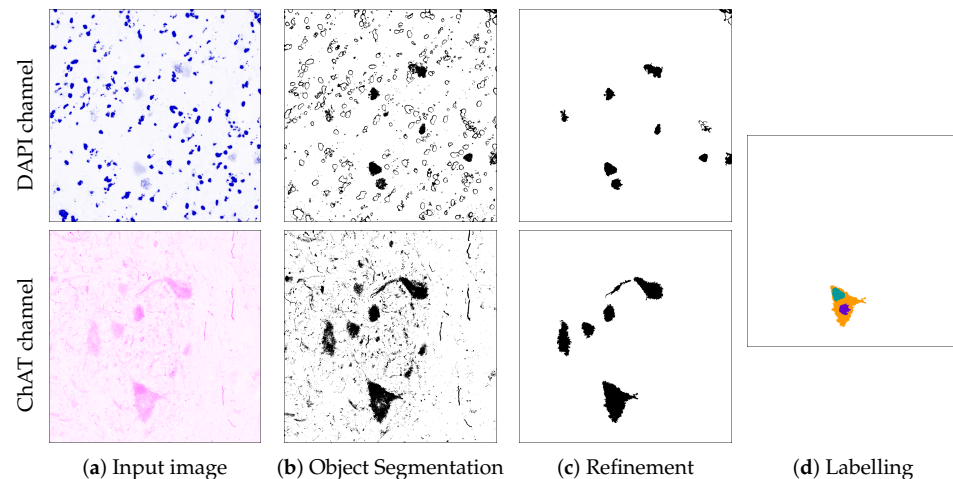 DAPI channel
ChAT channel
(a) Input image
(b) Object Segmentation
(c) Refinement
(d) Labelling